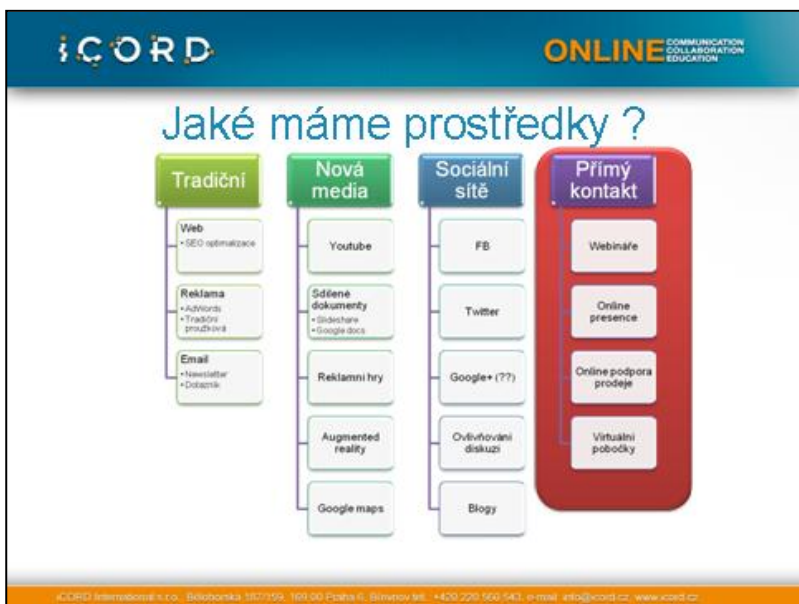 iCORD
ONLINE COMMUNICATION
COLLABORATION
EDUCATION
Jaké máme prostředky ?
Tradiční
Web
• SEO optimalizace
Reklama
• AdWords
• Tradiční
proužková
Email
• Newsletter
• Dotazník
Nová
media
Youtube
Sdílené
dokumenty
• Slideshare
• Google docs
Reklamní hry
Augmented
reality
Google maps
Sociální
sítě
FB
Twitter
Google+ (??)
Ovlivňování
diskuzí
Blogy
Přímý
kontakt
Webináře
Online
presence
Online podpora
prodeje
Virtuální
pobočky
iCORD International s.r.o., Bělohorská 187/159, 169 00 Praha 6, Břevnov tel.: +420 220 560 543, e-mail: info@icord.cz, www.icord.cz